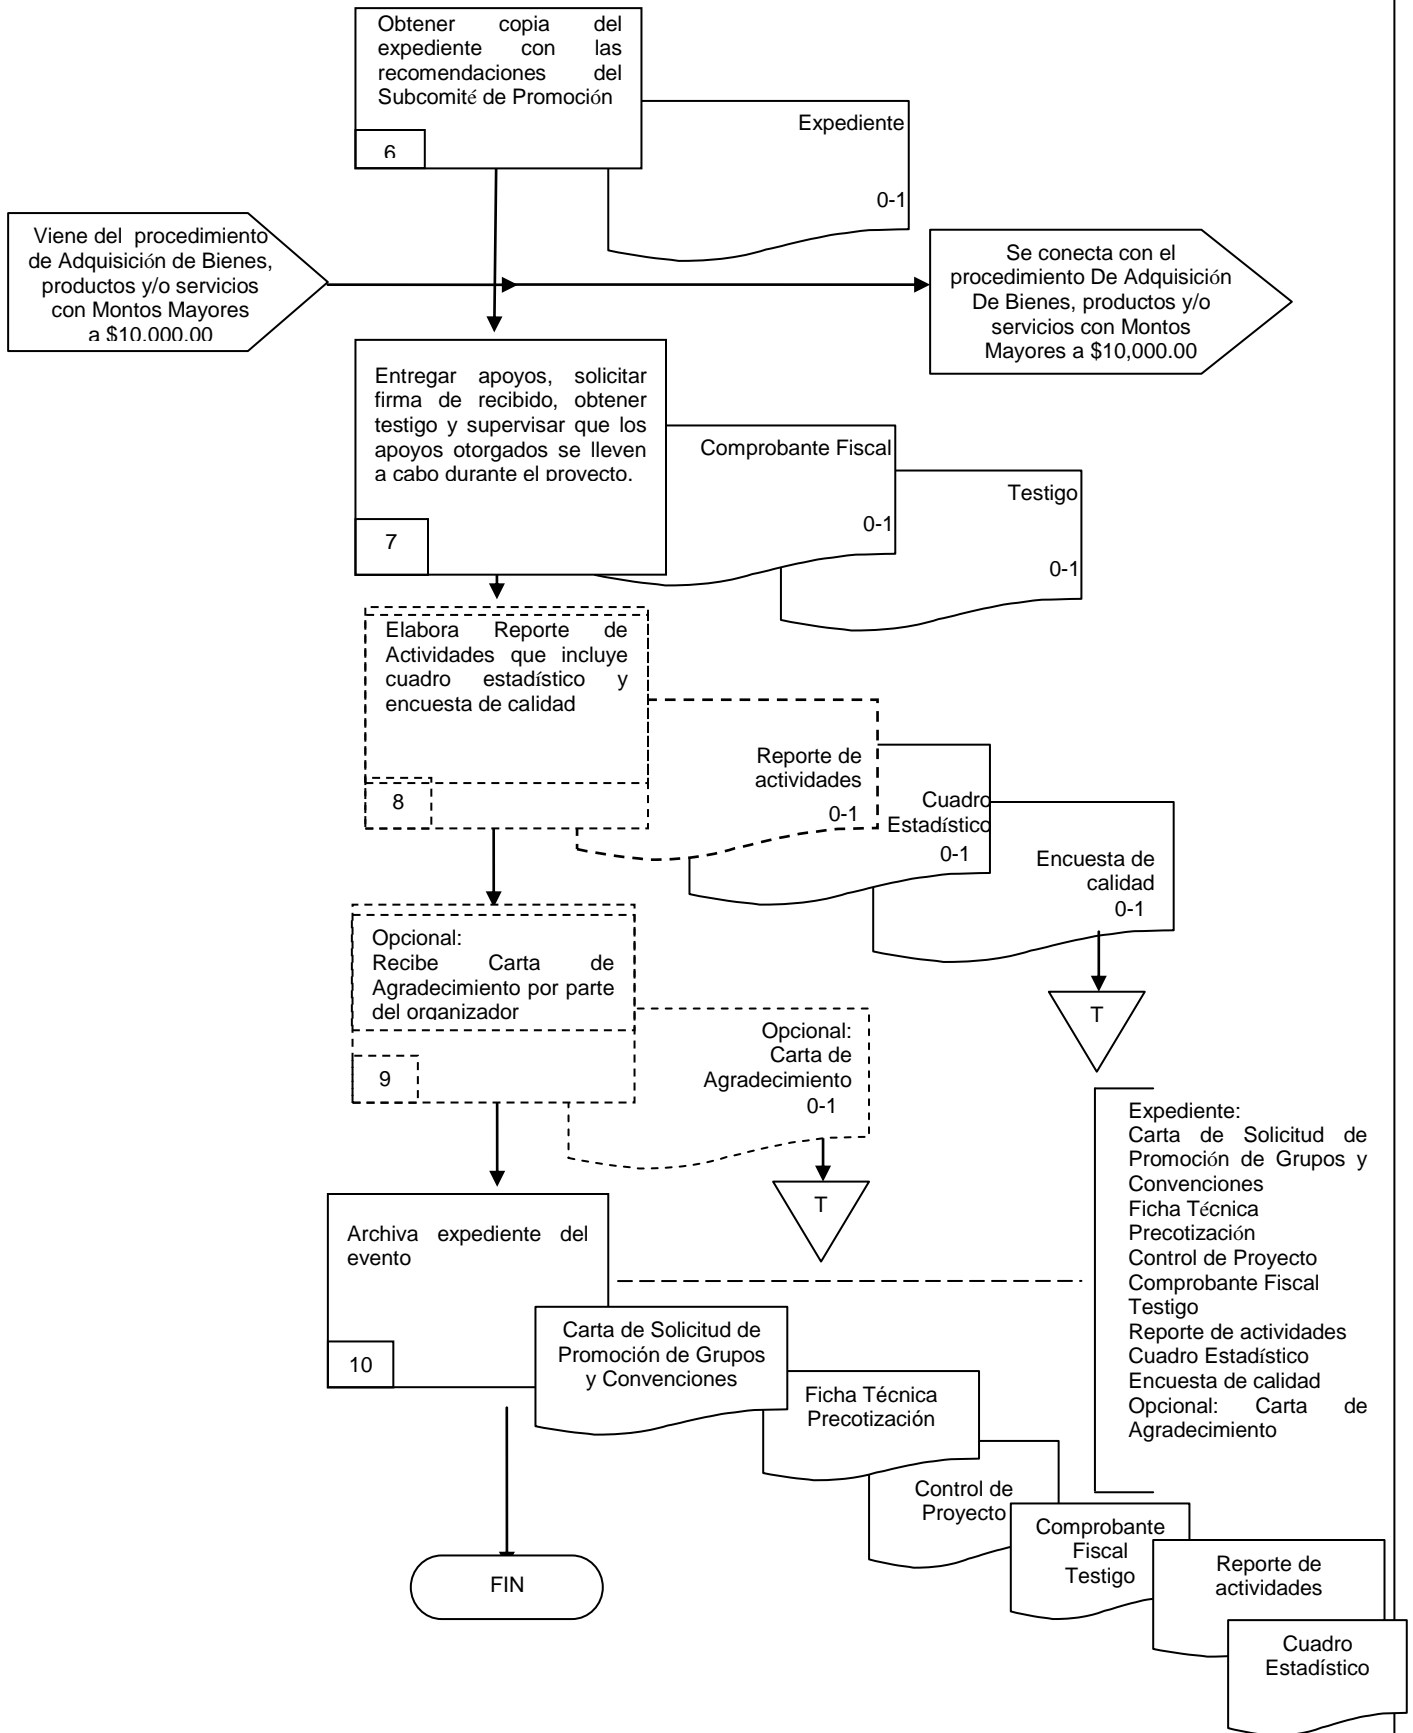 Obtener copia del
expediente con las
recomendaciones del
Subcomité de Promoción
6
Expediente
0-1
Viene del procedimiento
de Adquisición de Bienes,
productos y/o servicios
con Montos Mayores
a $10.000.00
Se conecta con el
procedimiento De Adquisición
De Bienes, productos y/o
servicios con Montos
Mayores a $10,000.00
Entregar apoyos, solicitar
firma de recibido, obtener
testigo y supervisar que los
apoyos otorgados se lleven
a cabo durante el proyecto.
7
Comprobante Fiscal
0-1
Testigo
0-1
Elabora Reporte de
Actividades que incluye
cuadro estadístico y
encuesta de calidad
8
Reporte de
actividades
0-1
Cuadro
Estadístico
0-1
Encuesta de
calidad
0-1
T
Opcional:
Recibe Carta de
Agradecimiento por parte
del organizador
9
Opcional:
Carta de
Agradecimiento
0-1
T
Archiva expediente del
evento
10
Expediente:
Carta de Solicitud de
Promoción de Grupos y
Convenciones
Ficha Técnica
Precotización
Control de Proyecto
Comprobante Fiscal
Testigo
Reporte de actividades
Cuadro Estadístico
Encuesta de calidad
Opcional: Carta de
Agradecimiento
Carta de Solicitud de
Promoción de Grupos
y Convenciones
Ficha Técnica
Precotización
Control de
Proyecto
Comprobante
Fiscal
Testigo
Reporte de
actividades
Cuadro
Estadístico
FIN